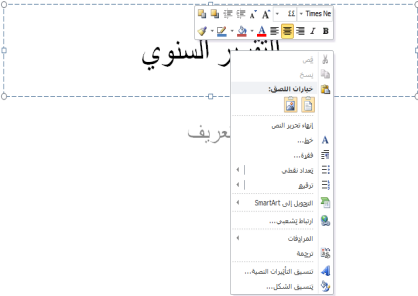 Times Ne
التقرير السنوي
قص
نسخ
خيارات اللصق:
إنهاء تحرير النص
خط...
فقرة...
تعداد نقطي
ترقيم
التحويل إلى SmartArt
ارتباط تشعبي...
المرادفات
ترجمة
تنسيق التأثيرات النصية...
تنسيق الشكل...